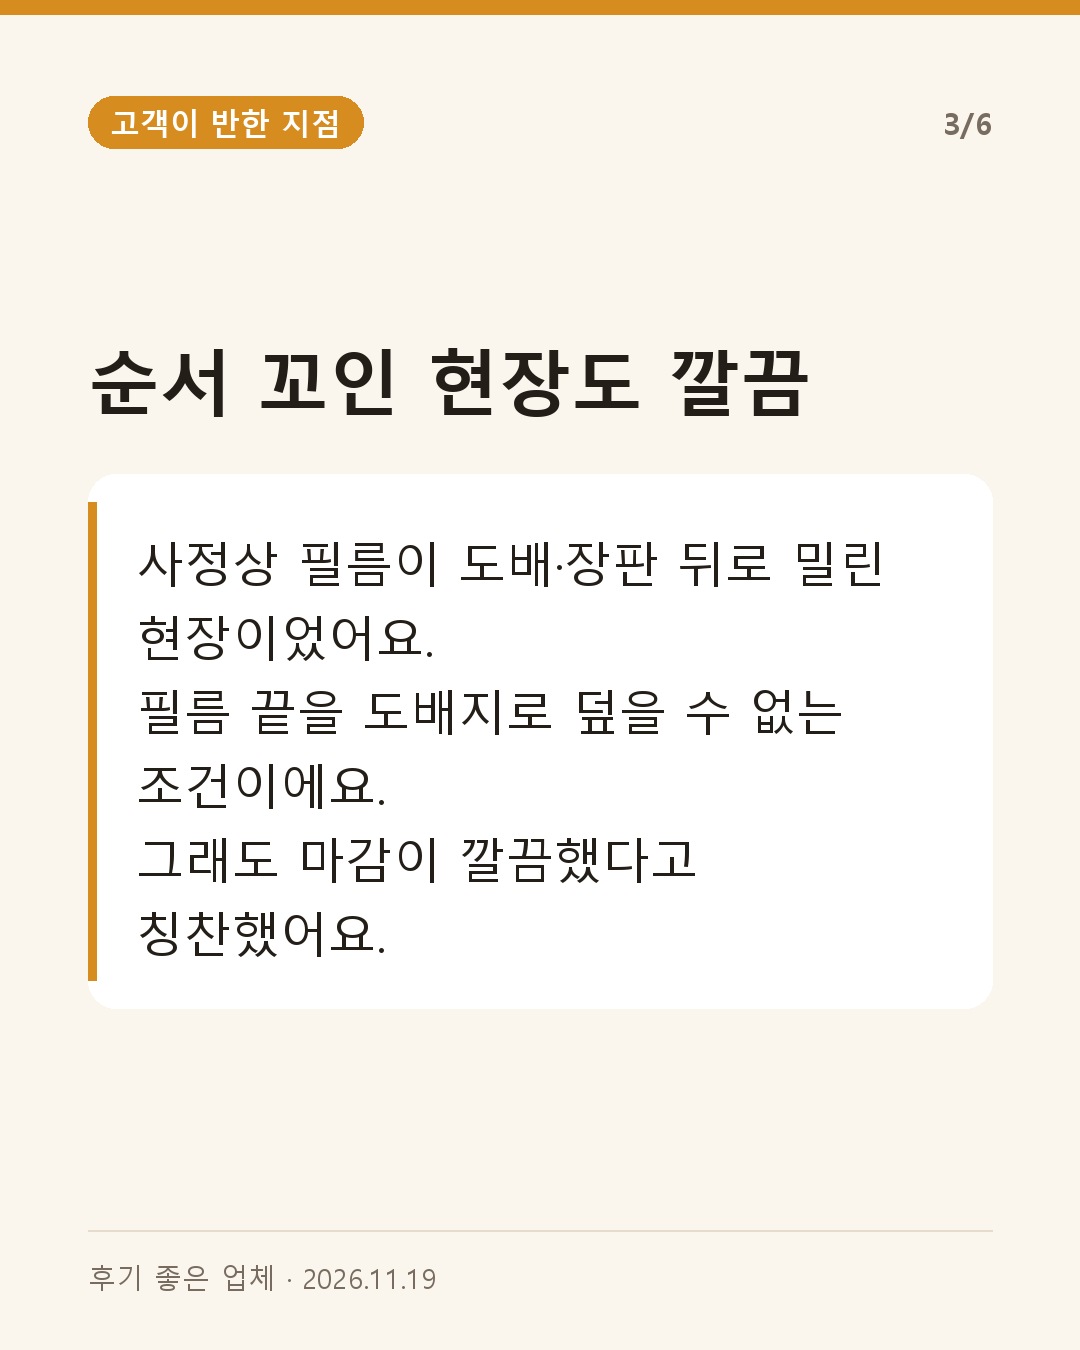 고객이 반한 지점
3/6
순서 꼬인 현장도 깔끔
사정상 필름이 도배·장판 뒤로 밀린
현장이었어요.
필름 끝을 도배지로 덮을 수 없는
조건이에요.
그래도 마감이 깔끔했다고
칭찬했어요.
후기 좋은 업체 · 2026.11.19